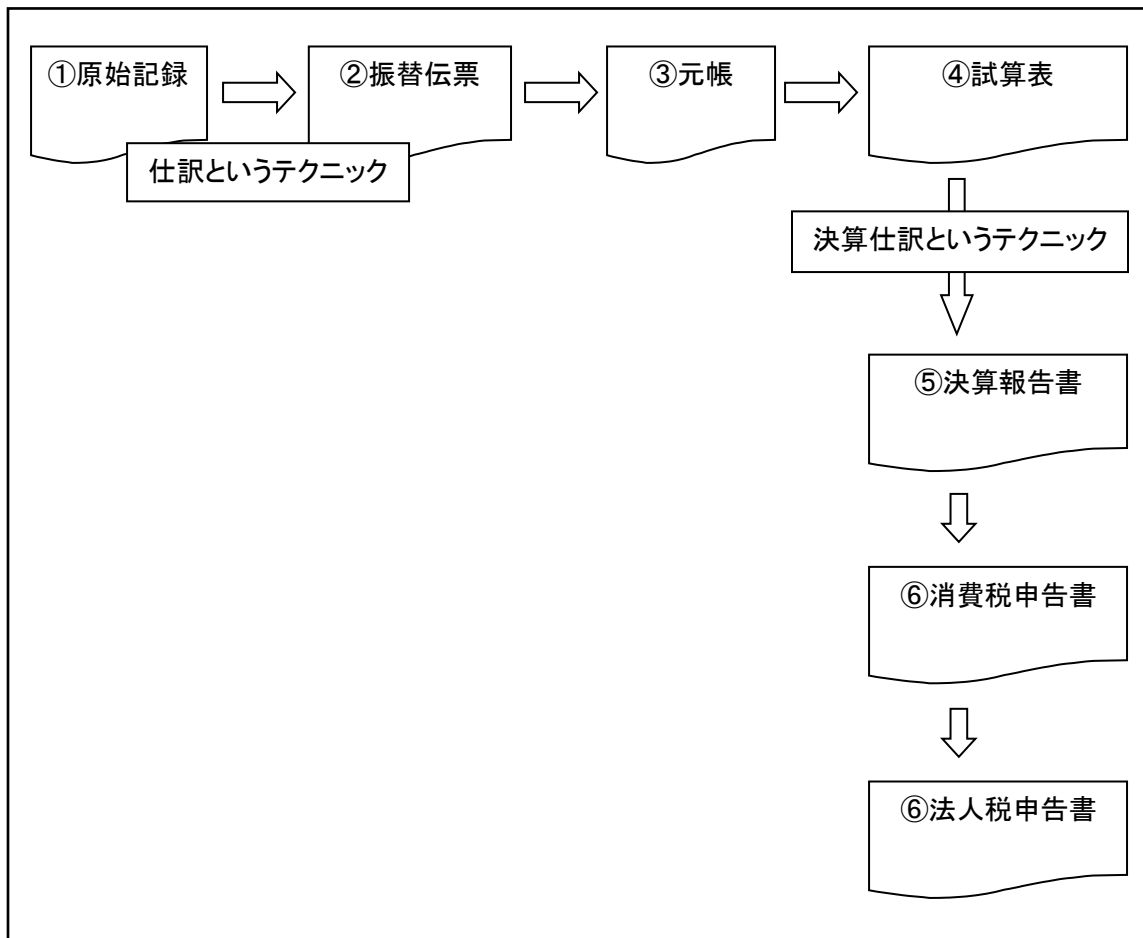 ①原始記録
②振替伝票
③元帳
④試算表
仕訳というテクニック
決算仕訳というテクニック
⑤決算報告書
⑥消費税申告書
⑥法人税申告書